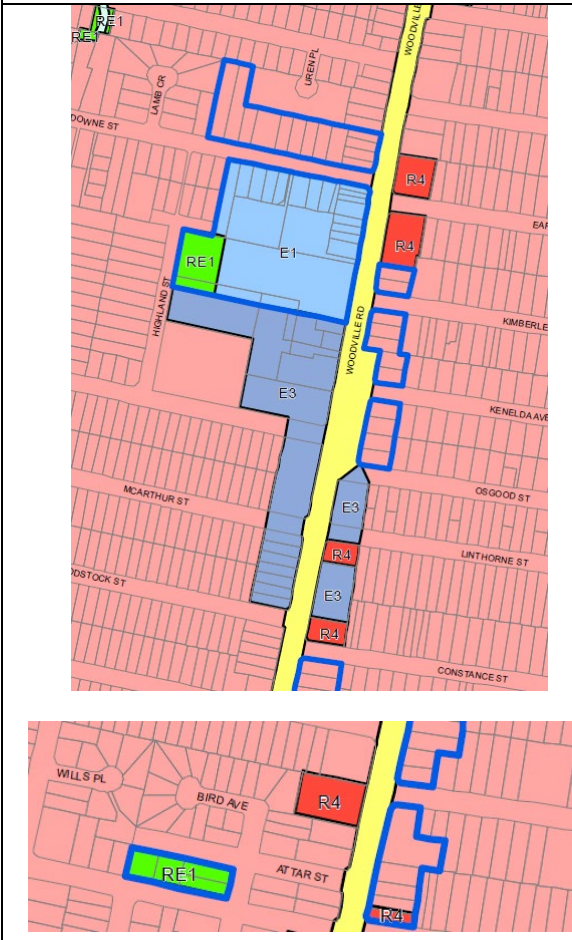 RE1
RE1
WOODVILLE
UREN PL
LAMB CR
DOWNE ST
R4
R4
RE1
E1
HIGHLAND ST
WOODVILLE RD
KIMBERLE
E3
KENELDA AVE
MCARTHUR ST
OSGOOD ST
E3
R4
LINTHORNE ST
DSTOCK ST
E3
R4
CONSTANCE ST
WILLS PL
BIRD AVE
R4
RE1
ATTAR ST
R4